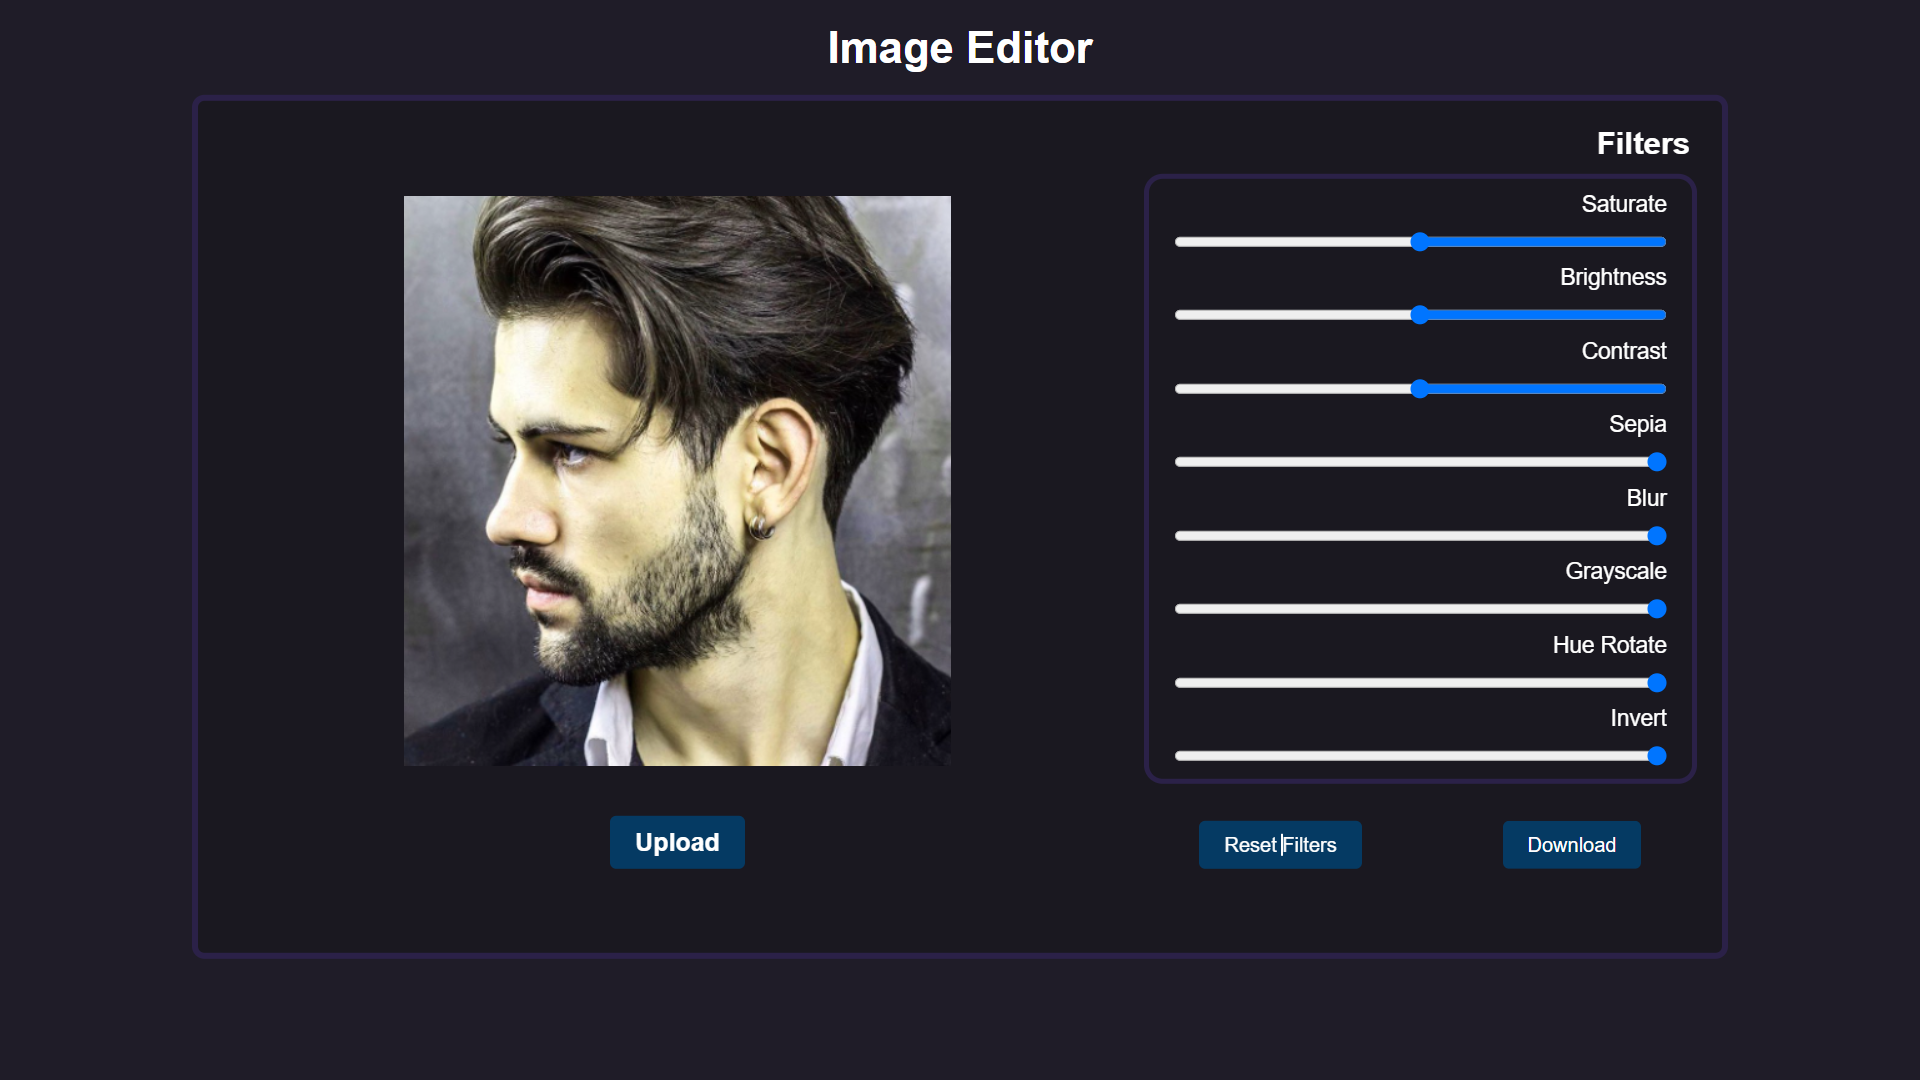 Image Editor
Filters
Saturate
Brightness
Contrast
Sepia
Blur
Grayscale
Hue Rotate
Invert
Upload
Reset Filters
Download